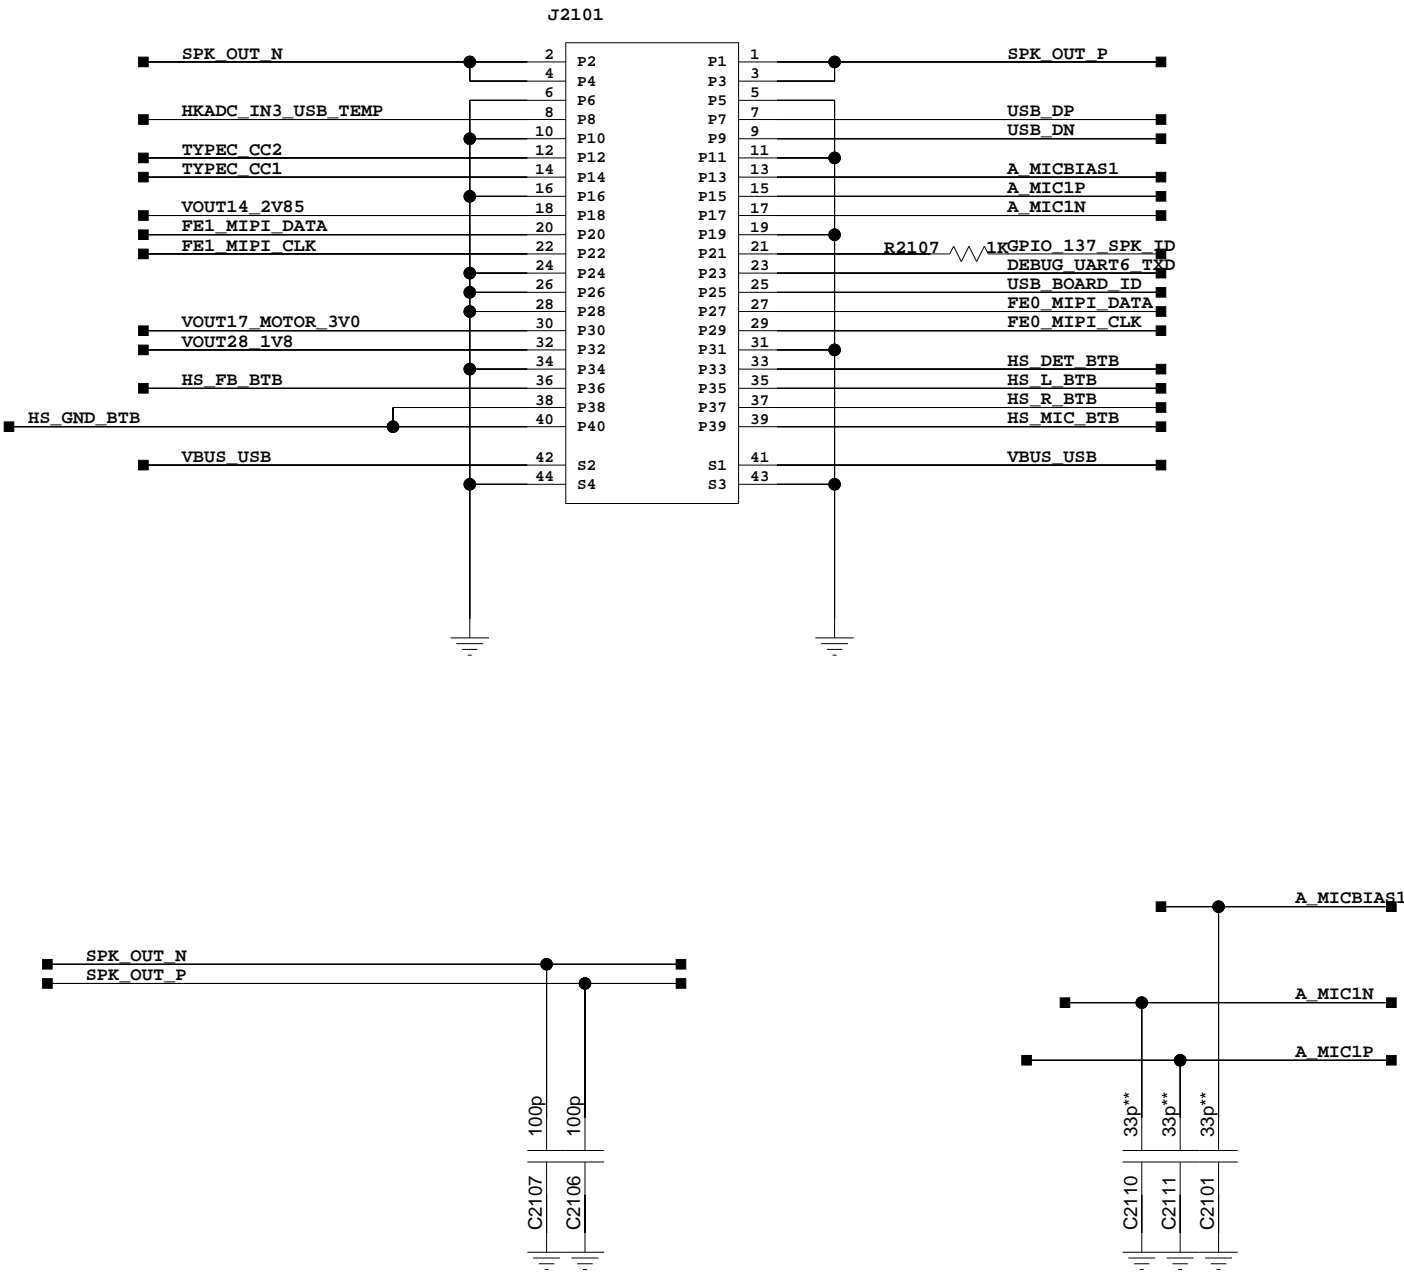 J2101
SPK_OUT_N 2 P2 P1 1 SPK_OUT_P
4 P4 P3 3
6 P6 P5 5
HKADC_IN3_USB_TEMP 8 P8 P7 7 USB_DP
10 P10 P9 9 USB_DN
TYPEC_CC2 12 P12 P11 11
TYPEC_CC1 14 P14 P13 13 A_MICBIAS1
16 P16 P15 15 A_MIC1P
VOUT14_2V85 18 P18 P17 17 A_MIC1N
FE1_MIPI_DATA 20 P20 P19 19
FE1_MIPI_CLK 22 P22 P21 21 R2107 1K GPIO_137_SPK_ID
24 P24 P23 23 DEBUG_UART6_TXD
26 P26 P25 25 USB_BOARD_ID
28 P28 P27 27 FE0_MIPI_DATA
VOUT17_MOTOR_3V0 30 P30 P29 29 FE0_MIPI_CLK
VOUT28_1V8 32 P32 P31 31
34 P34 P33 33 HS_DET_BTB
HS_FB_BTB 36 P36 P35 35 HS_L_BTB
38 P38 P37 37 HS_R_BTB
HS_GND_BTB 40 P40 P39 39 HS_MIC_BTB
VBUS_USB 42 S2 S1 41 VBUS_USB
44 S4 S3 43
A_MICBIAS1
SPK_OUT_N
SPK_OUT_P
A_MIC1N
A_MIC1P
100p 100p 33p** 33p** 33p**
C2107 C2106 C2110 C2111 C2101